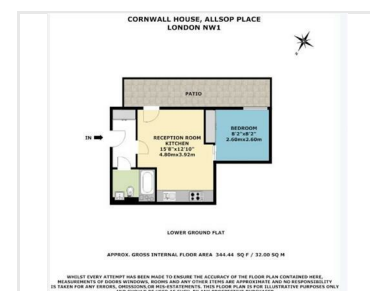 CORNWALL HOUSE, ALLSOP PLACE
LONDON NW1
PATIO
IN
RECEPTION ROOM
KITCHEN
15'8"x12'10"
4.80mx3.92m
BEDROOM
8'2"x8'2"
2.60mx2.60m
LOWER GROUND FLAT
APPROX. GROSS INTERNAL FLOOR AREA 344.44 SQ F / 32.00 SQ M
WHILST EVERY ATTEMPT HAS BEEN MADE TO ENSURE THE ACCURACY OF THE FLOOR PLAN CONTAINED HERE,
MEASUREMENTS OF DOORS WINDOWS, ROOMS AND ANY OTHER ITEMS ARE APPROXIMATE AND NO RESPONSIBILITY
IS TAKEN FOR ANY ERRORS, OMISSIONS, OR MIS-STATEMENTS. THIS FLOOR PLAN IS FOR ILLUSTRATIVE PURPOSES ONLY